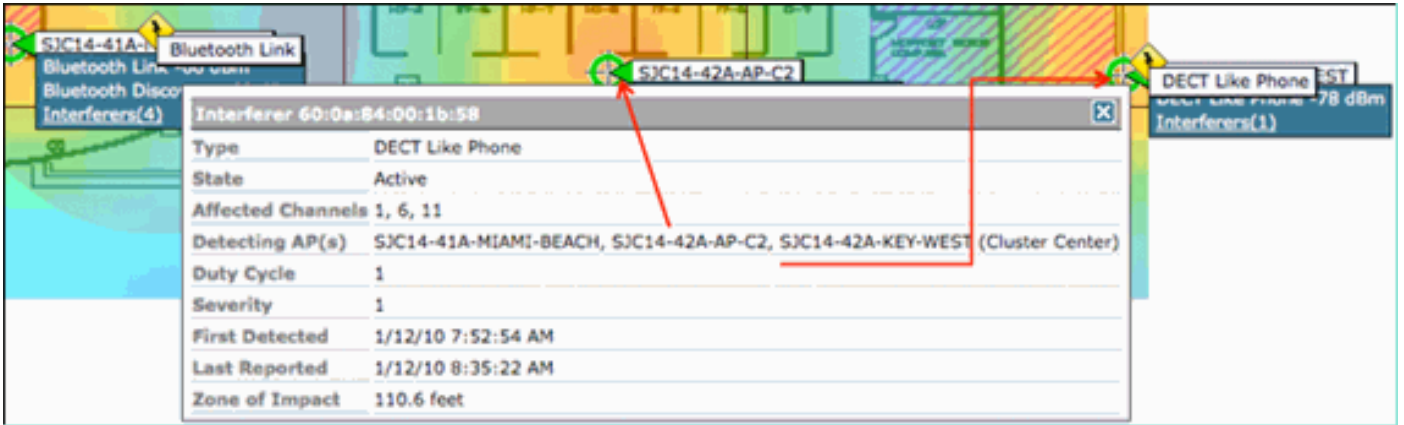 SJC14-41A-
Bluetooth Link
Bluetooth Link
dBm
Bluetooth Disco
Interferers(4)
SJC14-42A-AP-C2
DECT Like Phone
EST
DECT Like Phone -78 dBm
Interferers(1)
Interferer 60:0a:84:00:1b:58
Type DECT Like Phone
State Active
Affected Channels 1, 6, 11
Detecting AP(s) SJC14-41A-MIAMI-BEACH, SJC14-42A-AP-C2, SJC14-42A-KEY-WEST (Cluster Center)
Duty Cycle 1
Severity 1
First Detected 1/12/10 7:52:54 AM
Last Reported 1/12/10 8:35:22 AM
Zone of Impact 110.6 feet